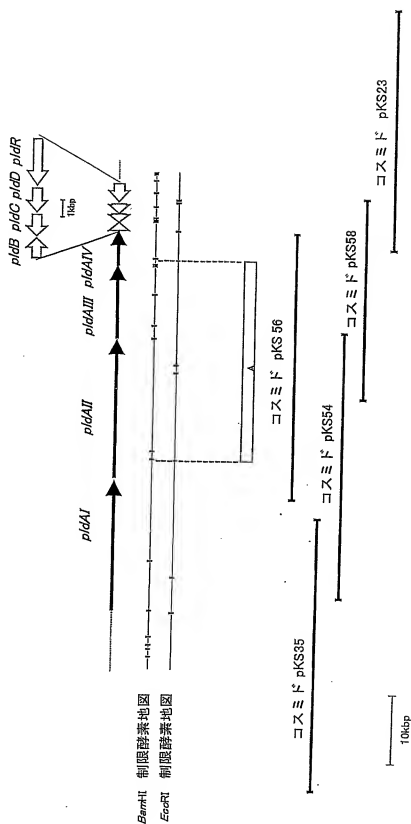 pldB pldC pldD pldR
1kbp
pldAI
pldAII
pldAIII
pldAIV
BamHI 制限酵素地図
EcoRI 制限酵素地図
A
コスミド pKS56
コスミド pKS35
コスミド pKS54
コスミド pKS58
コスミド pKS23
10kbp